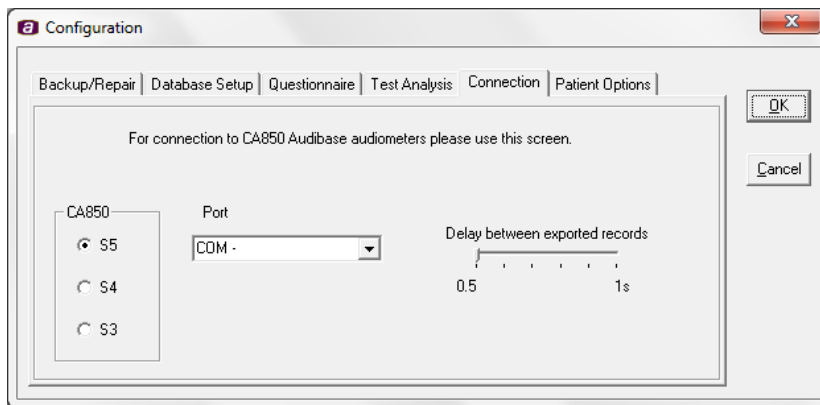 a Configuration
Backup/Repair Database Setup Questionnaire Test Analysis Connection Patient Options
OK
For connection to CA850 Audibase audiometers please use this screen.
Cancel
CA850
Port
S5
COM -
Delay between exported records
S4
0.5 1s
S3